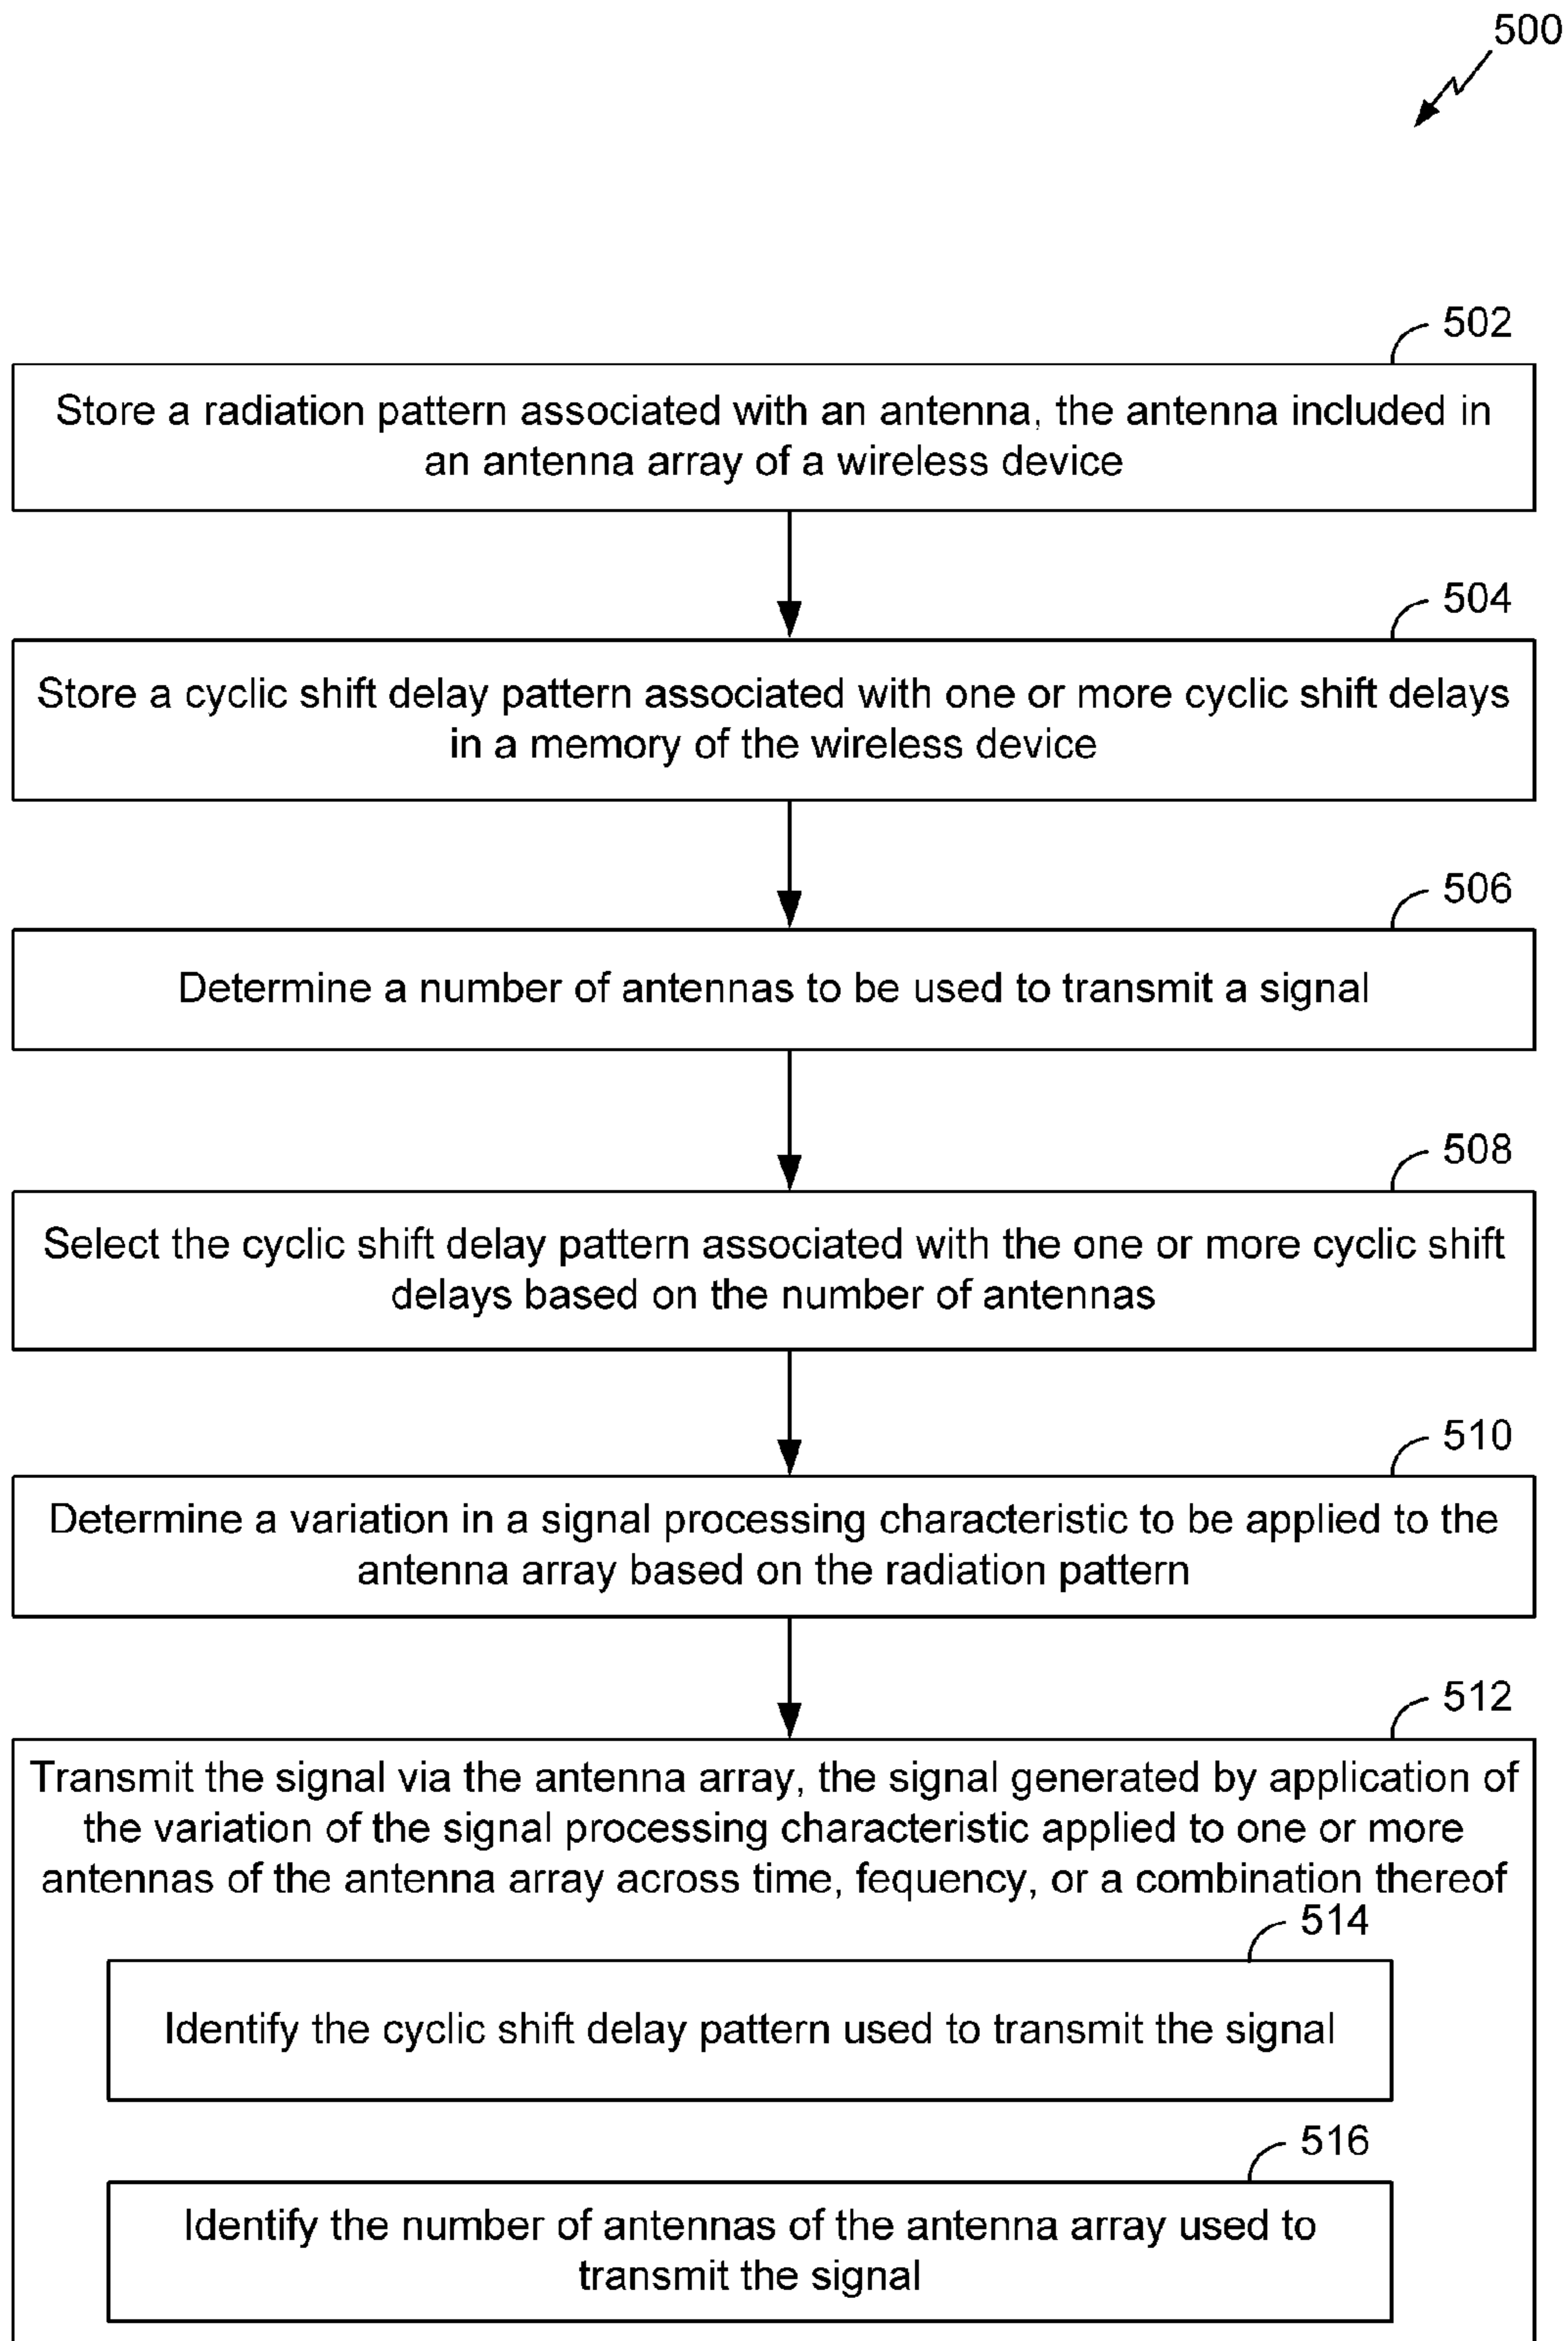 500
502
Store a radiation pattern associated with an antenna, the antenna included in
an antenna array of a wireless device
504
Store a cyclic shift delay pattern associated with one or more cyclic shift delays
in a memory of the wireless device
506
Determine a number of antennas to be used to transmit a signal
508
Select the cyclic shift delay pattern associated with the one or more cyclic shift
delays based on the number of antennas
510
Determine a variation in a signal processing characteristic to be applied to the
antenna array based on the radiation pattern
512
Transmit the signal via the antenna array, the signal generated by application of
the variation of the signal processing characteristic applied to one or more
antennas of the antenna array across time, fequency, or a combination thereof
514
Identify the cyclic shift delay pattern used to transmit the signal
516
Identify the number of antennas of the antenna array used to
transmit the signal